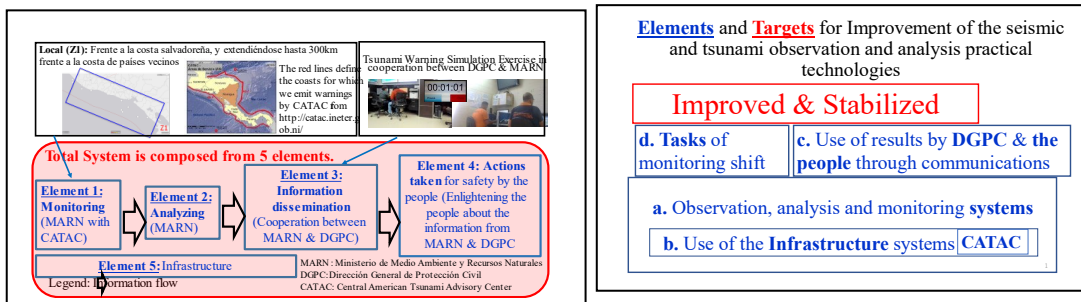 Local (Z1): Frente a la costa salvadoreña, y extendiéndose hasta 300km
frente a la costa de países vecinos
Z1
The red lines define
the coasts for which
we emit warnings
by CATAC fom
http://catac.ineter.g
ob.ni/
Tsunami Warning Simulation Exercise in
cooperation between DGPC & MARN
00:01:01
Total System is composed from 5 elements.
Element 1:
Monitoring
(MARN with
CATAC)
Element 2:
Analyzing
(MARN)
Element 3:
Information
dissemination
(Cooperation between
MARN & DGPC)
Element 4: Actions
taken for safety by the
people (Enlightening the
people about the
information from
MARN & DGPC
Element 5: Infrastructure
Legend: Information flow
MARN : Ministerio de Medio Ambiente y Recursos Naturales
DGPC: Dirección General de Protección Civil
CATAC: Central American Tsunami Advisory Center
Elements and Targets for Improvement of the seismic
and tsunami observation and analysis practical
technologies
Improved & Stabilized
d. Tasks of
monitoring shift
c. Use of results by DGPC & the
people through communications
a. Observation, analysis and monitoring systems
b. Use of the Infrastructure systems CATAC
1